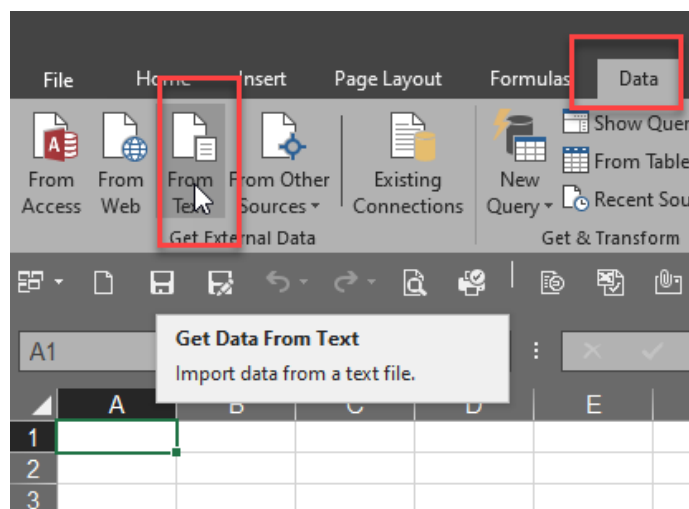 File Home Insert Page Layout Formulas Data
From Access
From Web
From Text
From Other Sources
Existing Connections
New Query
Show Quer
From Table
Recent Sou
Get External Data
Get & Transform
A1
Get Data From Text
Import data from a text file.
A B C D E
1
2
3